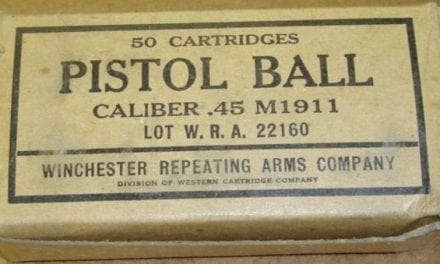 50 CARTRIDGES
PISTOL BALL
CALIBER .45 M1911
LOT W. R. A. 22160
WINCHESTER REPEATING ARMS COMPANY
DIVISION OF WESTERN CARTRIDGE COMPANY